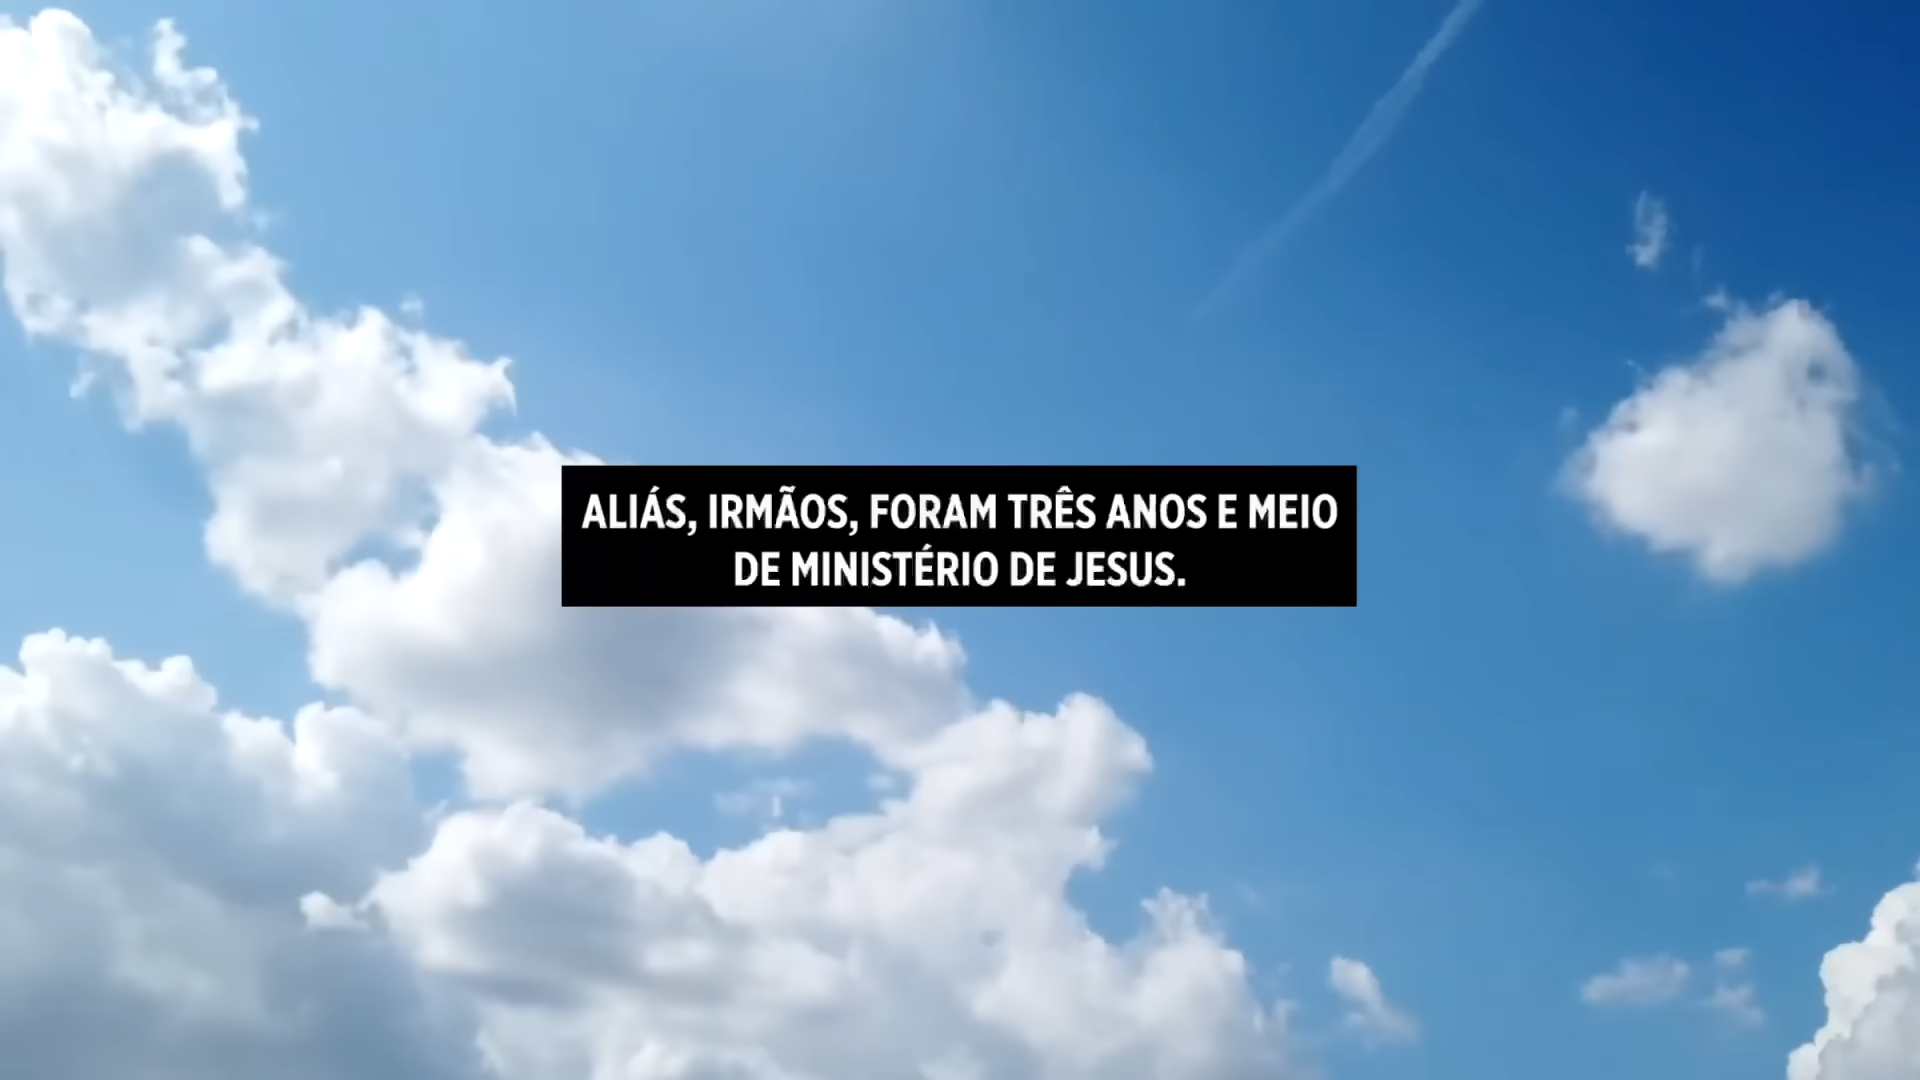 ALIÁS, IRMÃOS, FORAM TRÊS ANOS E MEIO
DE MINISTÉRIO DE JESUS.